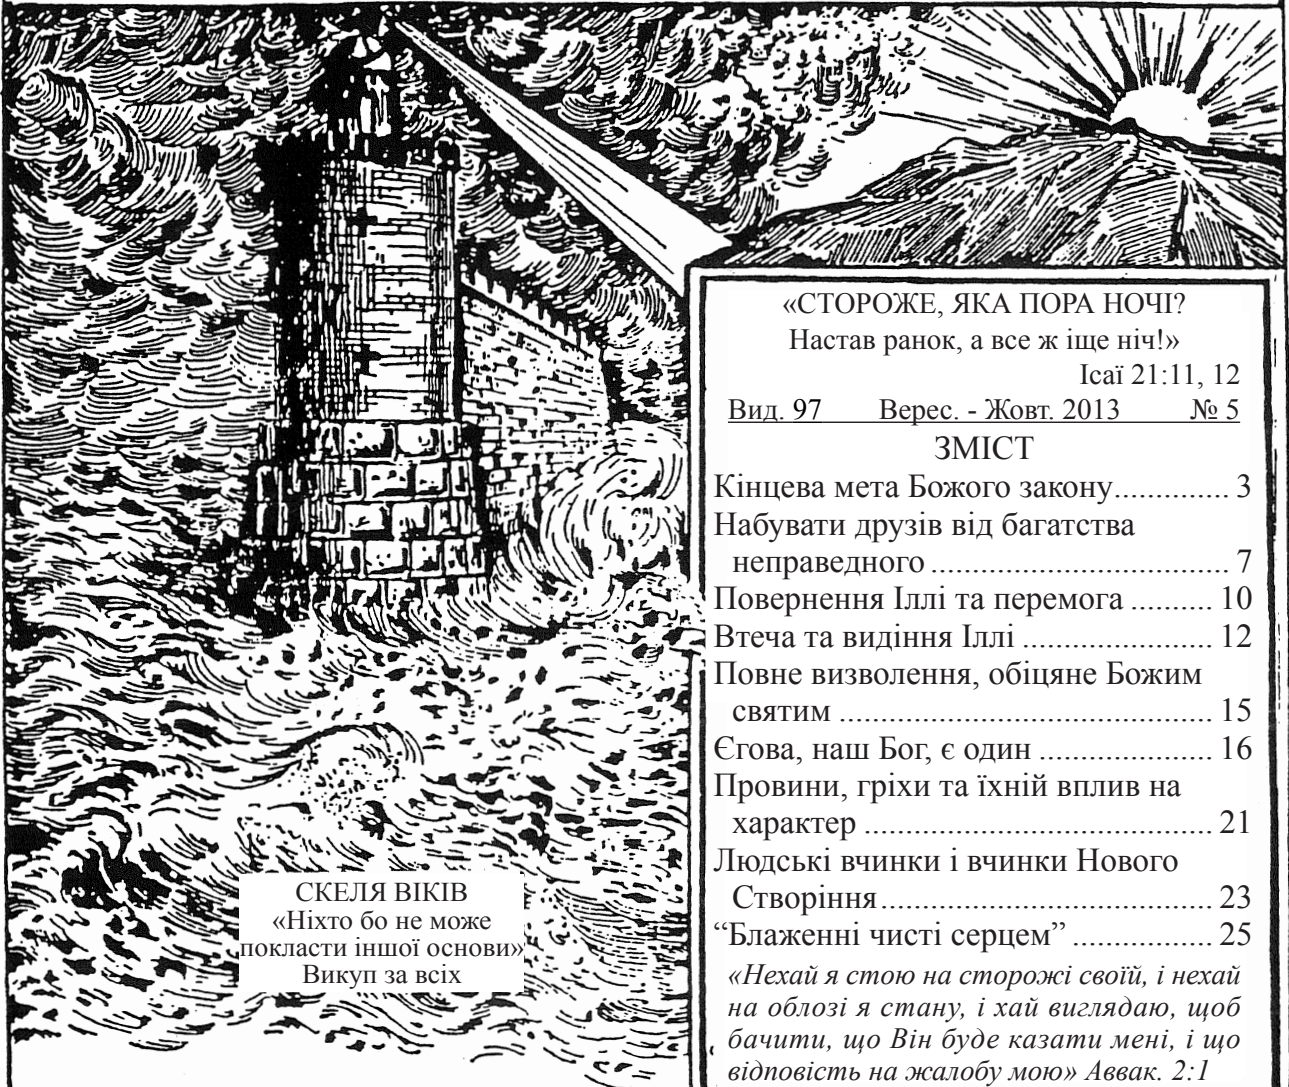 «СТОРОЖЕ, ЯКА ПОРА НОЧІ?
Настав ранок, а все ж іще ніч!»
Ісаї 21:11, 12
Вид. 97 Верес. - Жовт. 2013 № 5
ЗМІСТ
Кінцева мета Божого закону.............. 3
Набувати друзів від багатства
неправедного .................................... 7
Повернення Іллі та перемога .......... 10
Втеча та видіння Іллі ........................ 12
Повне визволення, обіцяне Божим
святим .............................................. 15
Єгова, наш Бог, є один ..................... 16
Провини, гріхи та їхній вплив на
характер ........................................... 21
Людські вчинки і вчинки Нового
Створіння......................................... 23
“Блаженні чисті серцем” ................. 25
«Нехай я стою на сторожі своїй, і нехай
на облозі я стану, і хай виглядаю, щоб
бачити, що Він буде казати мені, і що
відповість на жалобу мою» Аввак. 2:1
СКЕЛЯ ВІКІВ
«Ніхто бо не може
покласти іншої основи»
Викуп за всіх